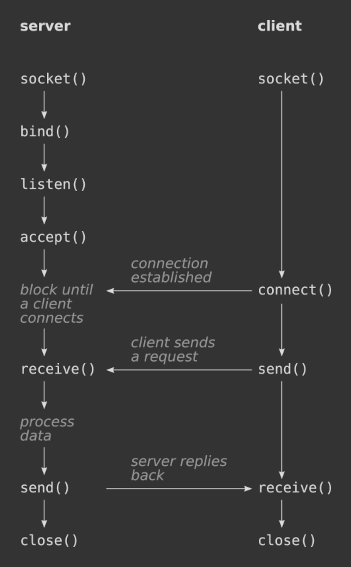 server
client
socket()
socket()
bind()
listen()
accept()
connection
established
block until
a client
connects
connect()
client sends
a request
receive()
send()
process
data
server replies
back
send()
receive()
close()
close()